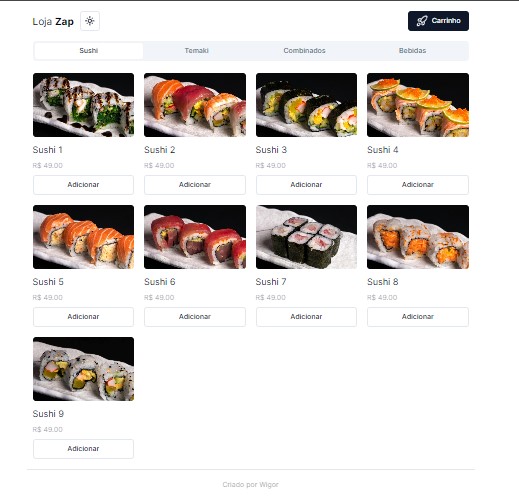 Loja Zap
Carrinho
Sushi Temaki Combinados Bebidas
Sushi 1 Sushi 2 Sushi 3 Sushi 4
R$ 49.00 R$ 49.00 R$ 49.00 R$ 49.00
Adicionar Adicionar Adicionar Adicionar
Sushi 5 Sushi 6 Sushi 7 Sushi 8
R$ 49.00 R$ 49.00 R$ 49.00 R$ 49.00
Adicionar Adicionar Adicionar Adicionar
Sushi 9
R$ 49.00
Adicionar
Criado por Wigor